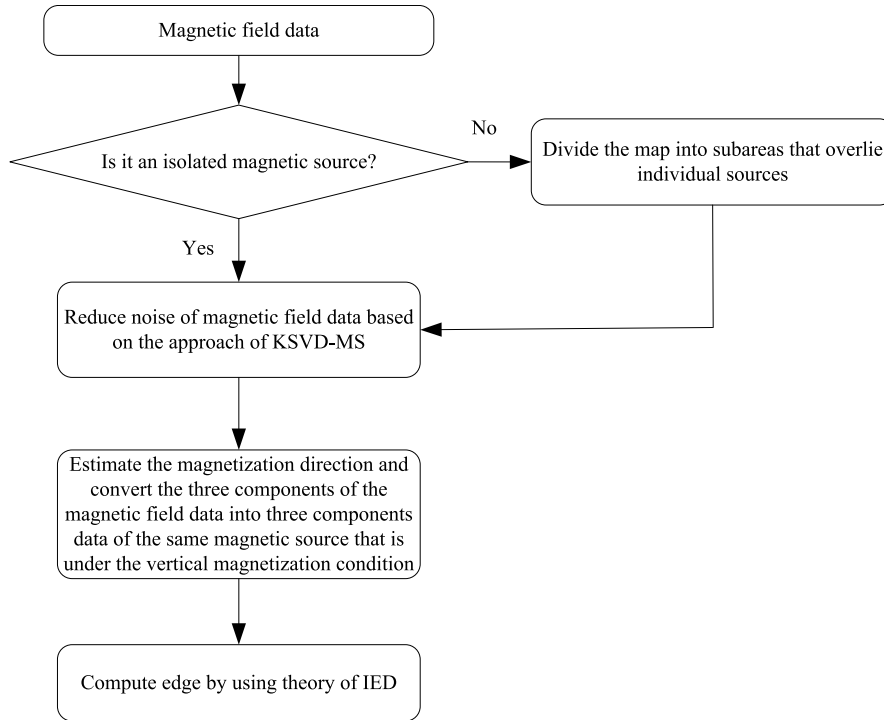 Magnetic field data
Is it an isolated magnetic source?
No
Divide the map into subareas that overlie
individual sources
Yes
Reduce noise of magnetic field data based
on the approach of KSVD-MS
Estimate the magnetization direction and
convert the three components of the
magnetic field data into three components
data of the same magnetic source that is
under the vertical magnetization condition
Compute edge by using theory of IED